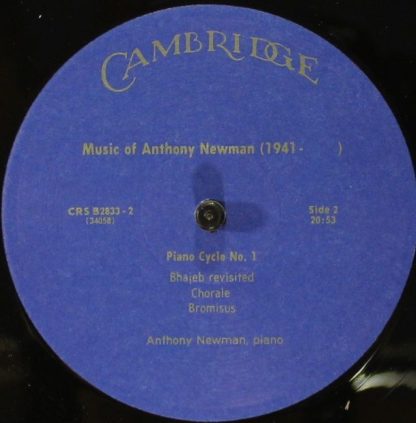 CAMBRIDGE
Music of Anthony Newman (1941 - )
CRS B2833 - 2
(34058)
Side 2
20:53
Piano Cycle No. 1
Bhajeb revisited
Chorale
Bromisus
Anthony Newman, piano